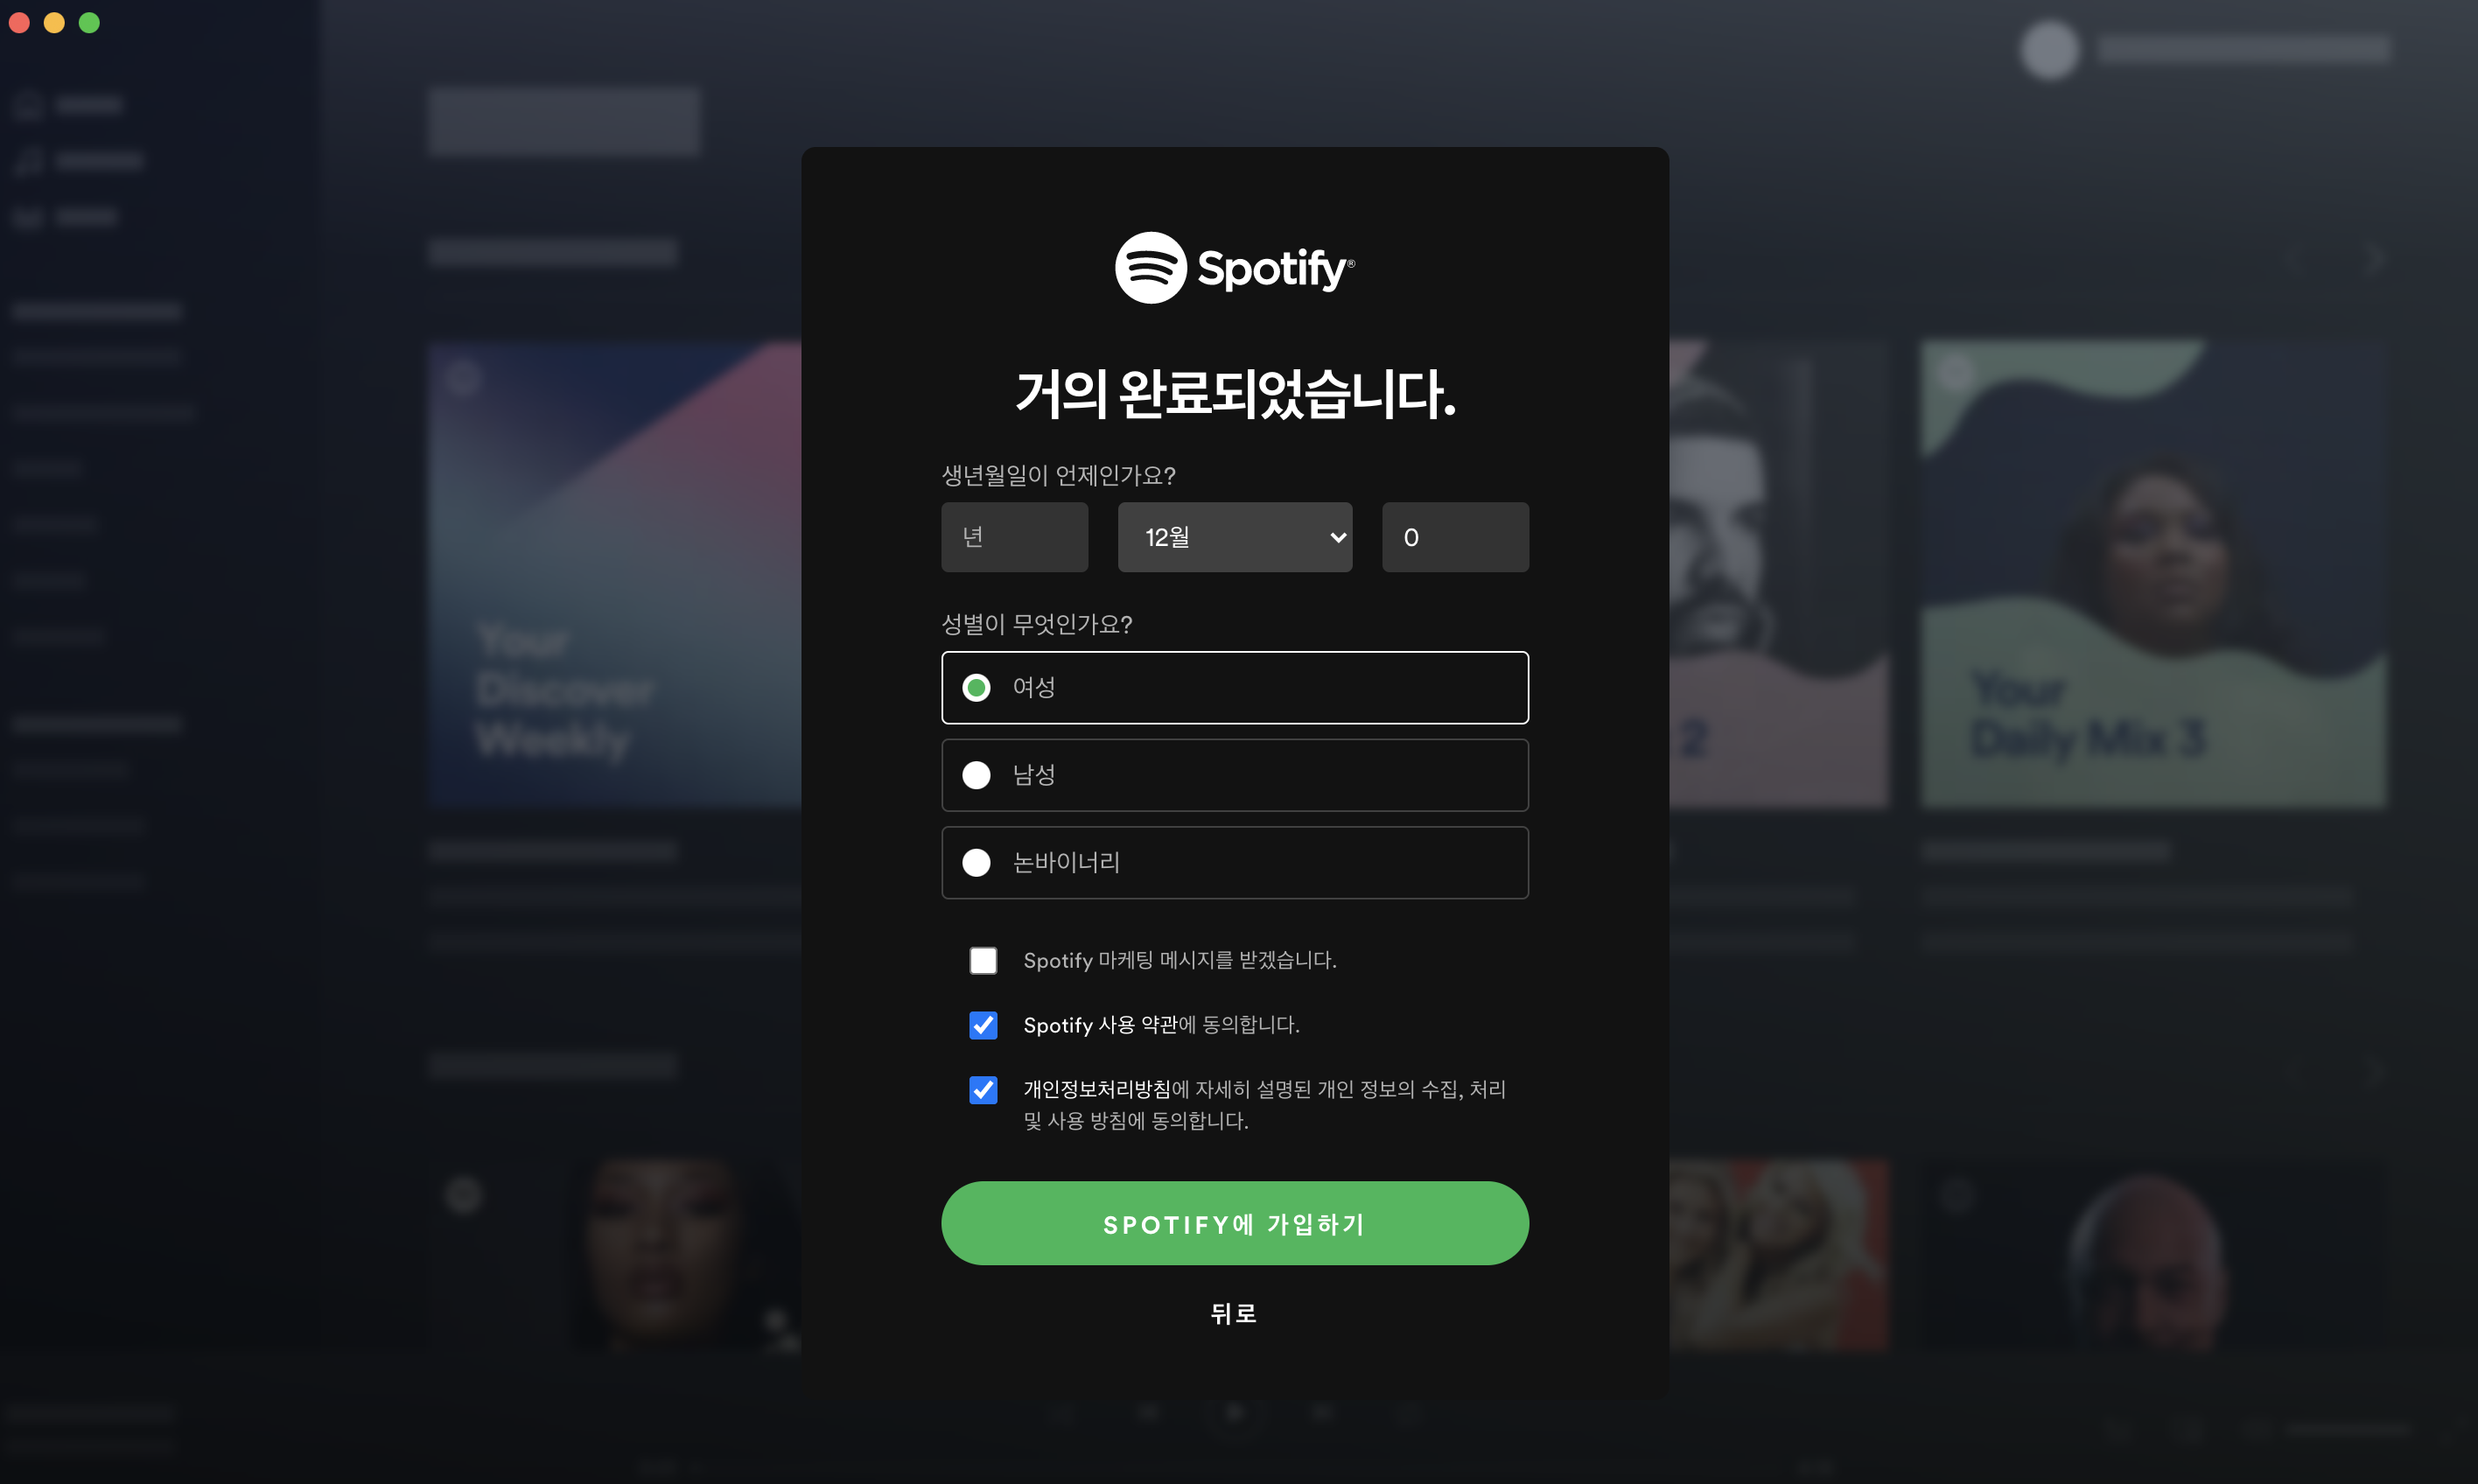 Spotify®
거의 완료되었습니다.
생년월일이 언제인가요?
년
12월
0
성별이 무엇인가요?
여성
남성
논바이너리
Spotify 마케팅 메시지를 받겠습니다.
Spotify 사용 약관에 동의합니다.
개인정보처리방침에 자세히 설명된 개인 정보의 수집, 처리
및 사용 방침에 동의합니다.
SPOTIFY에 가입하기
뒤로
Your
Discover
Weekly
2
Your
Daily Mix 3